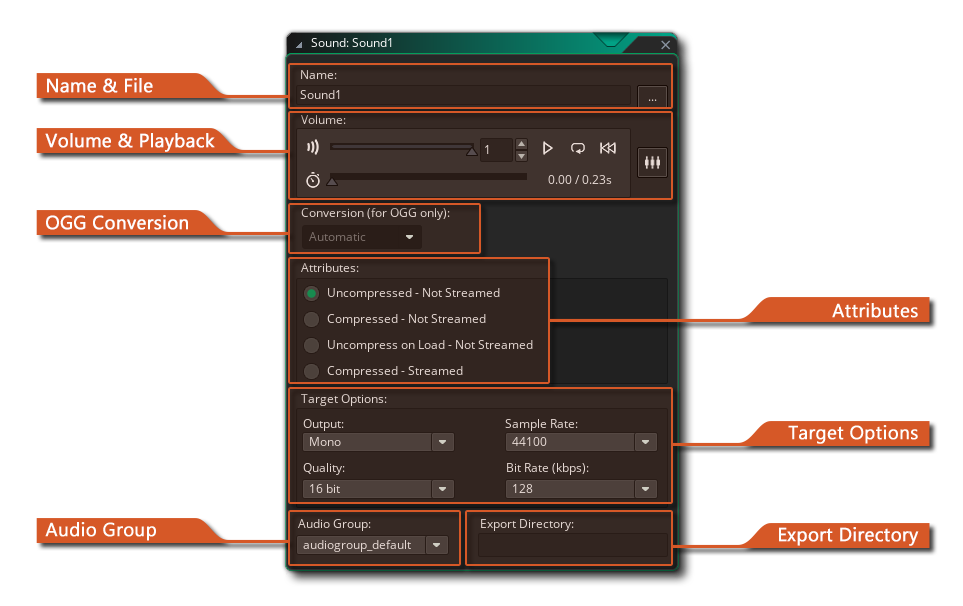 Sound: Sound1
Name & File
Name:
Sound1
...
Volume & Playback
Volume:
1
0.00 / 0.23s
OGG Conversion
Conversion (for OGG only):
Automatic
Attributes:
Uncompressed - Not Streamed
Compressed - Not Streamed
Uncompress on Load - Not Streamed
Compressed - Streamed
Attributes
Target Options:
Output:
Mono
Sample Rate:
44100
Quality:
16 bit
Bit Rate (kbps):
128
Target Options
Audio Group
Audio Group:
audiogroup_default
Export Directory:
Export Directory